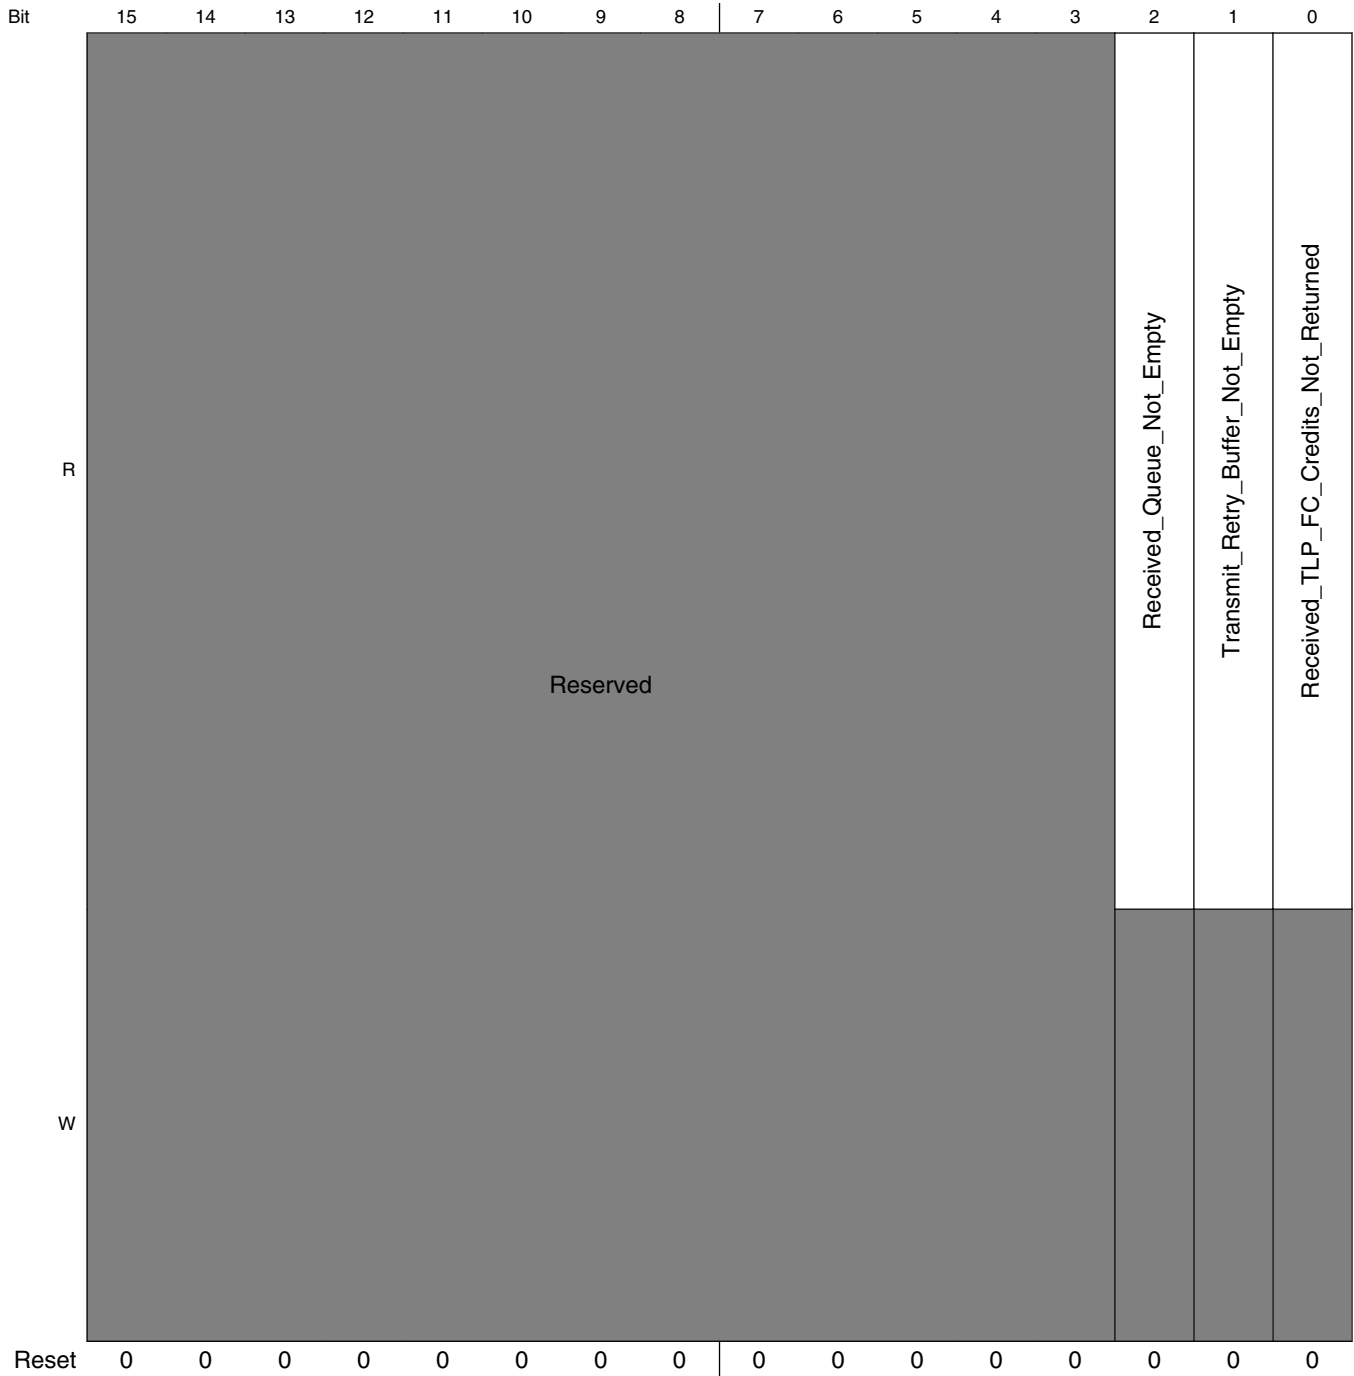 Bit 15 14 13 12 11 10 9 8 7 6 5 4 3 2 1 0
R
Received_Queue_Not_Empty
Transmit_Retry_Buffer_Not_Empty
Received_TLP_FC_Credits_Not_Returned
Reserved
W
Reset 0 0 0 0 0 0 0 0 0 0 0 0 0 0 0 0